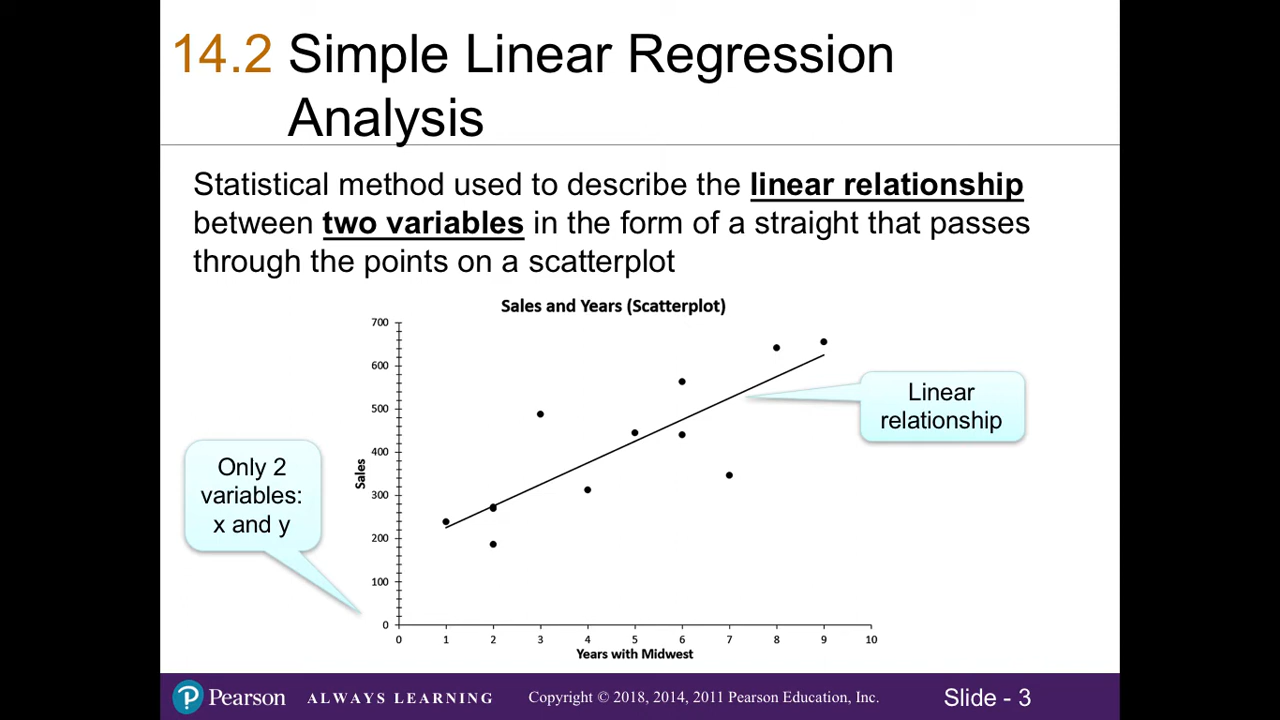 14.2 Simple Linear Regression
Analysis
Statistical method used to describe the linear relationship
between two variables in the form of a straight that passes
through the points on a scatterplot
Sales and Years (Scatterplot)
700
600
500
400
300
200
100
0
Sales
0 1 2 3 4 5 6 7 8 9 10
Years with Midwest
Linear
relationship
Only 2
variables:
x and y
P Pearson ALWAYS LEARNING Copyright © 2018, 2014, 2011 Pearson Education, Inc. Slide - 3